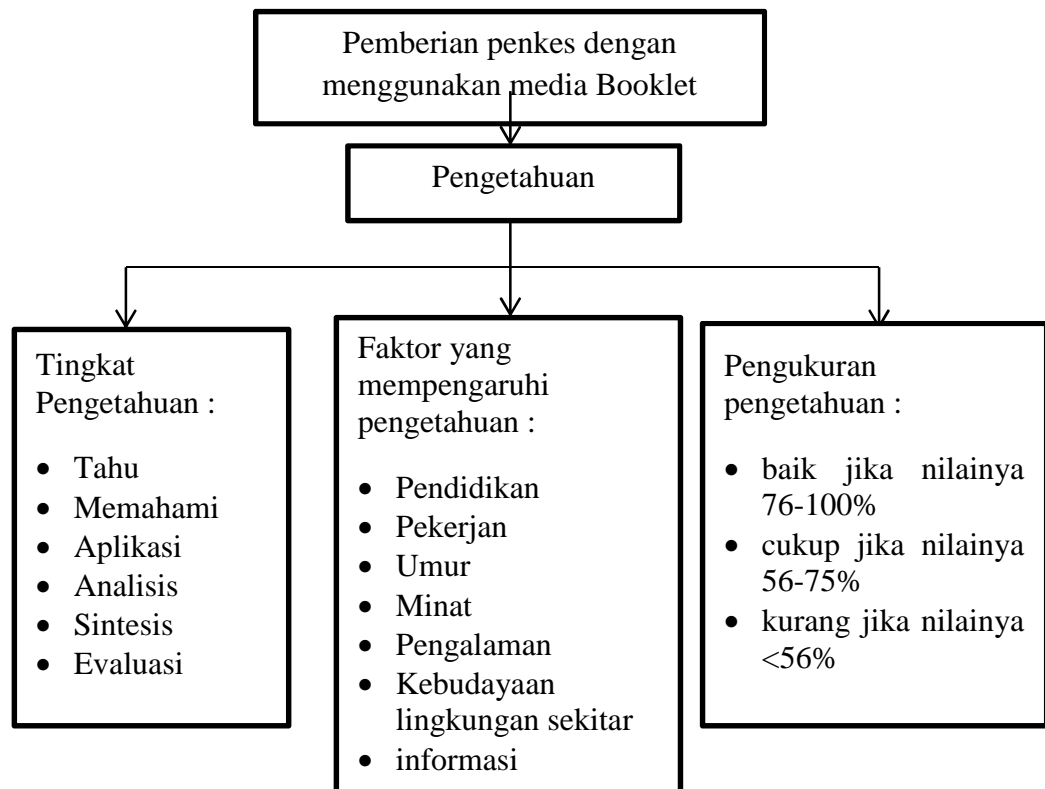 Pemberian penkes dengan
menggunakan media Booklet
Pengetahuan
Tingkat
Pengetahuan :
• Tahu
• Memahami
• Aplikasi
• Analisis
• Sintesis
• Evaluasi
Faktor yang
mempengaruhi
pengetahuan :
• Pendidikan
• Pekerjan
• Umur
• Minat
• Pengalaman
• Kebudayaan
lingkungan sekitar
• informasi
Pengukuran
pengetahuan :
• baik jika nilainya
76-100%
• cukup jika nilainya
56-75%
• kurang jika nilainya
<56%